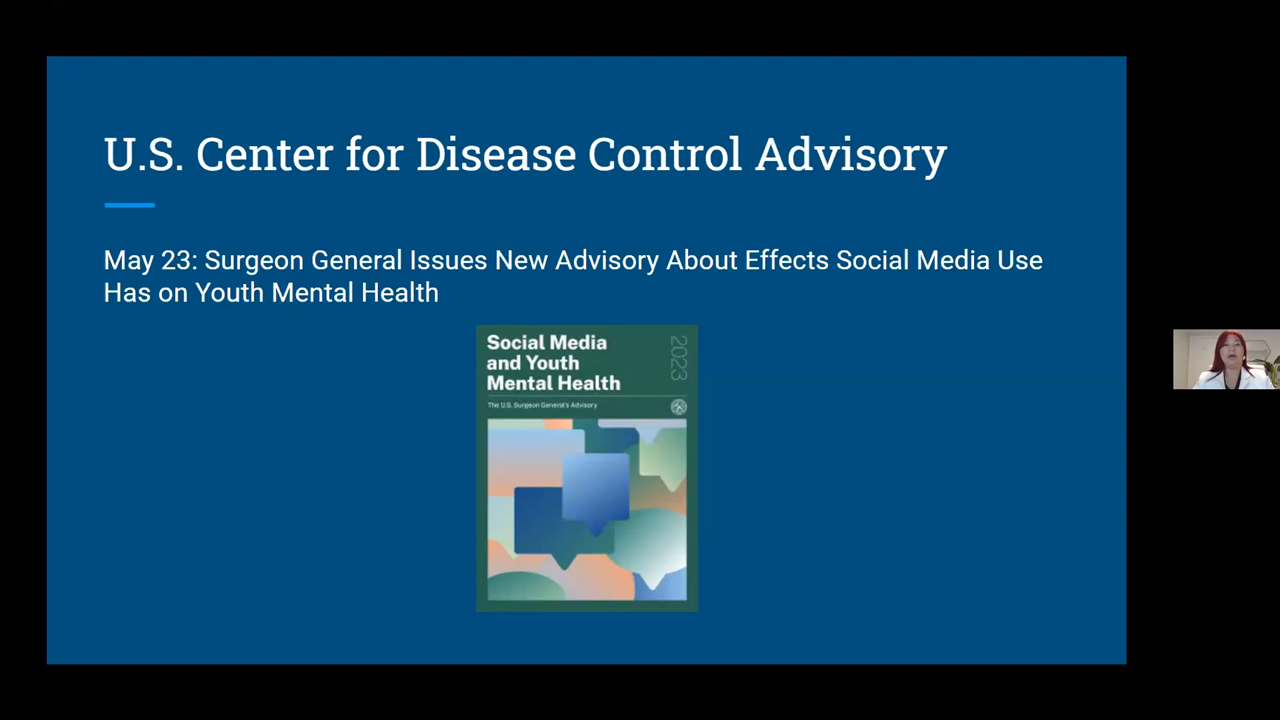 U.S. Center for Disease Control Advisory
May 23: Surgeon General Issues New Advisory About Effects Social Media Use
Has on Youth Mental Health
Social Media
and Youth
Mental Health
2023
The U.S. Surgeon General's Advisory